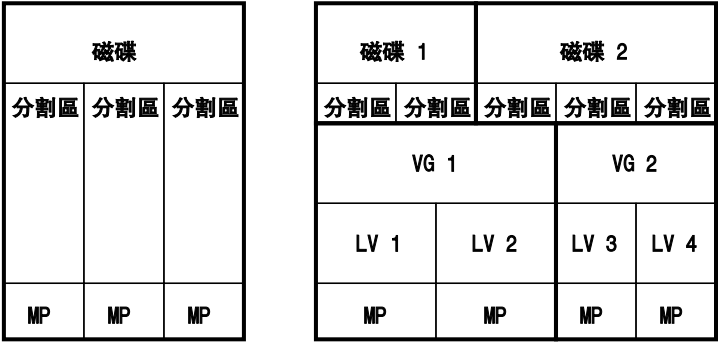 磁碟
分割區 分割區 分割區
MP MP MP
磁碟 1 磁碟 2
分割區 分割區 分割區 分割區 分割區
VG 1 VG 2
LV 1 LV 2 LV 3 LV 4
MP MP MP MP